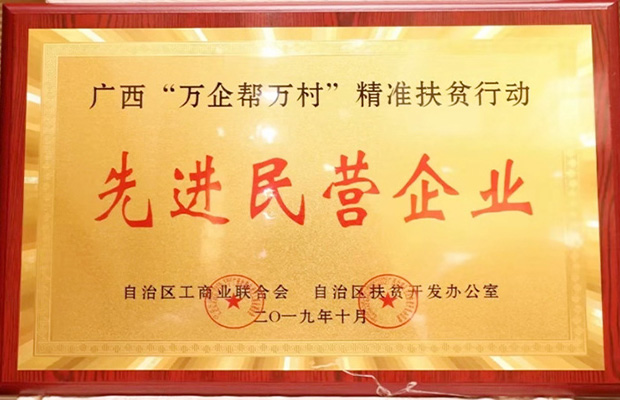 广西“万企帮万村”精准扶贫行动
先进民营企业
自治区工商业联合会 自治区扶贫开发办公室
二〇一九年十月